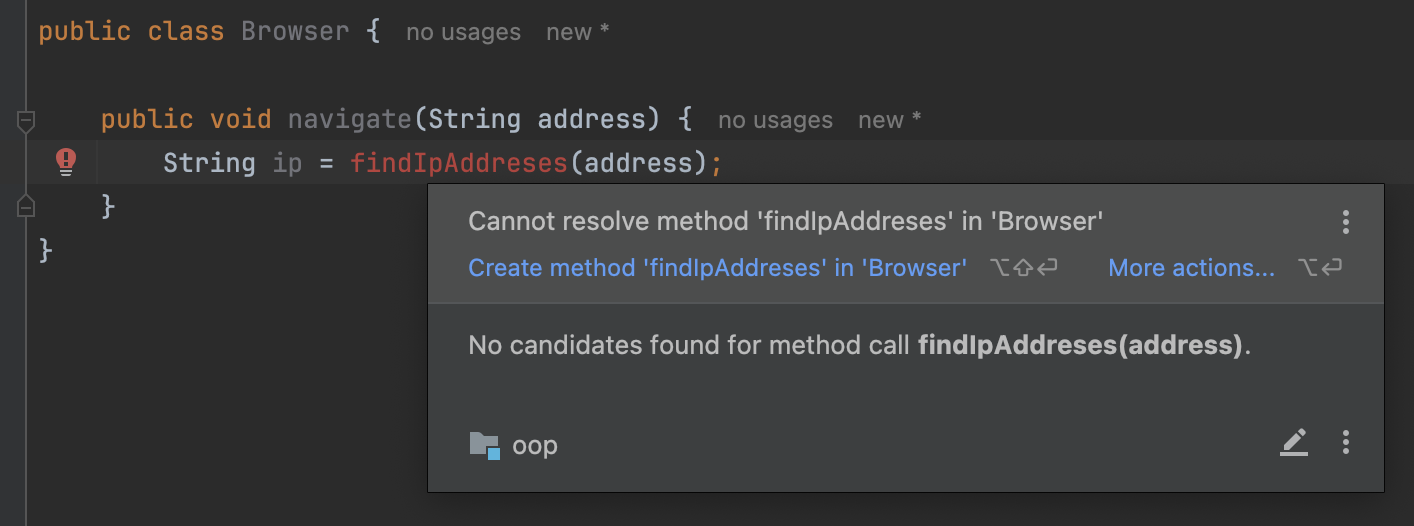 public class Browser { no usages new *
public void navigate(String address) { no usages new *
String ip = findIpAddreses(address);
}
}
Cannot resolve method 'findIpAddreses' in 'Browser'
Create method 'findIpAddreses' in 'Browser' ⌥⇧⏎ More actions... ⌥⏎
No candidates found for method call findIpAddreses(address).
oop